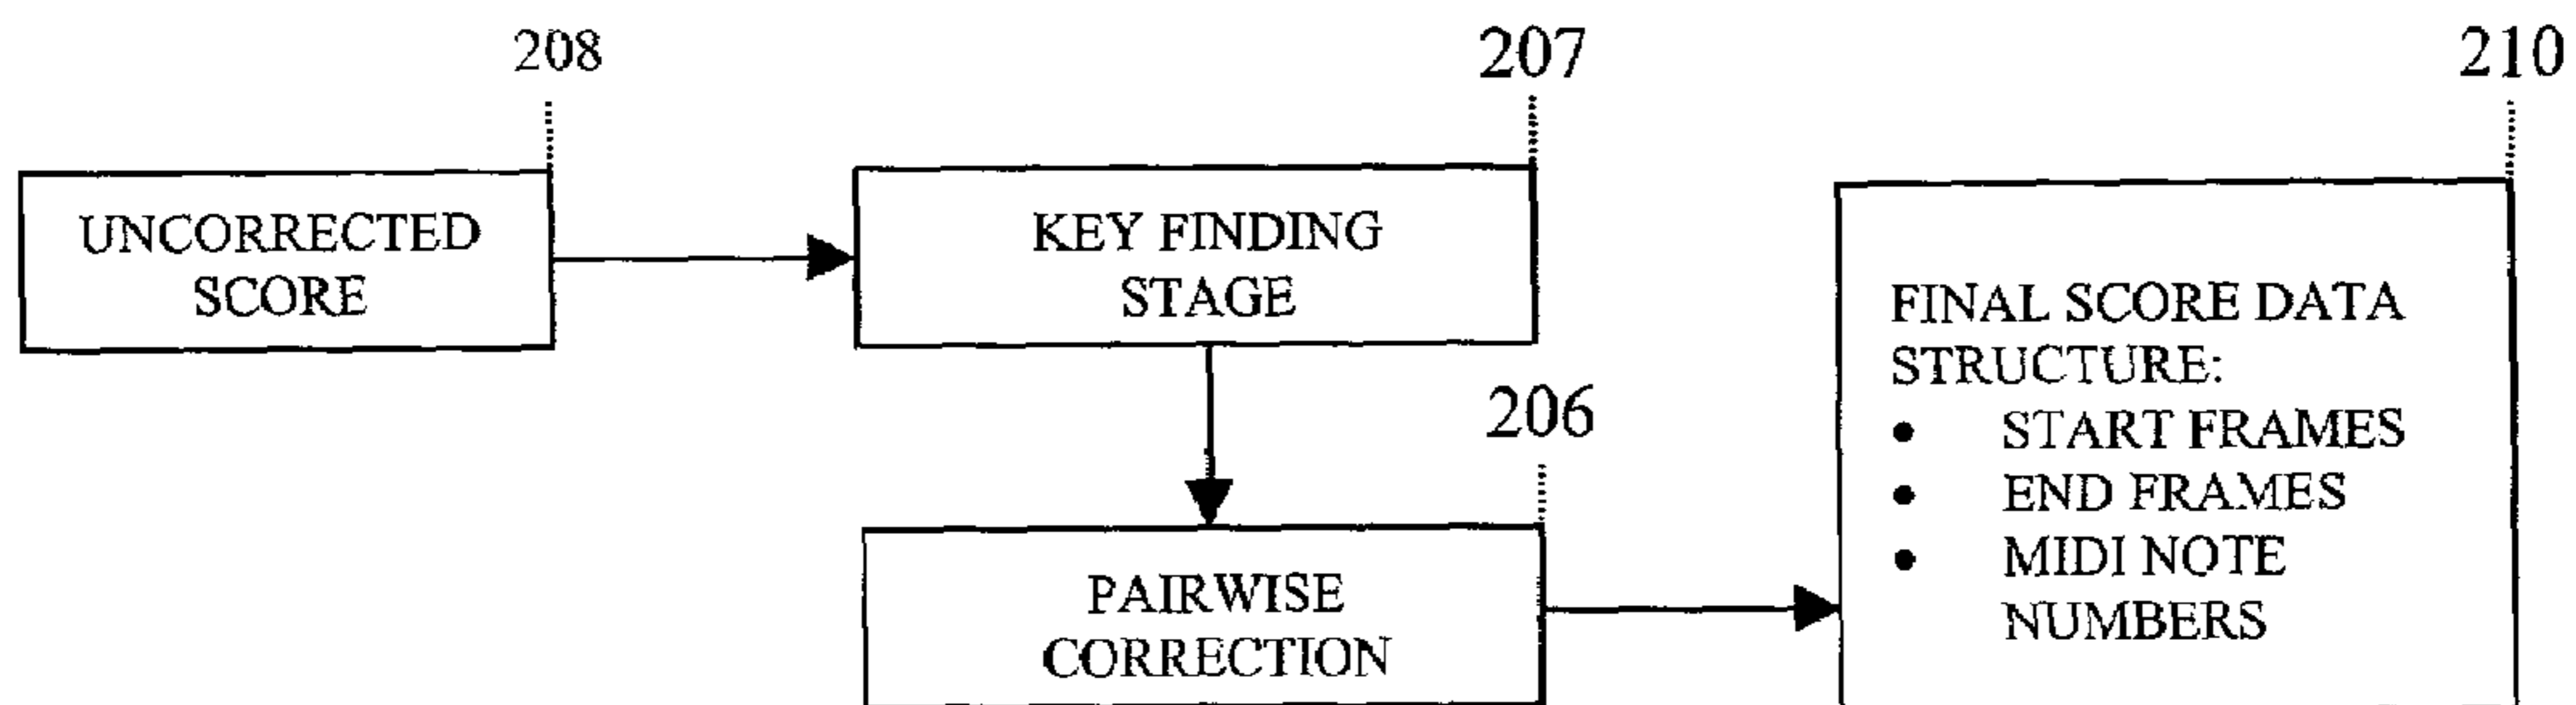 208
207
210
UNCORRECTED
SCORE
KEY FINDING
STAGE
206
PAIRWISE
CORRECTION
FINAL SCORE DATA
STRUCTURE:
• START FRAMES
• END FRAMES
• MIDI NOTE
NUMBERS